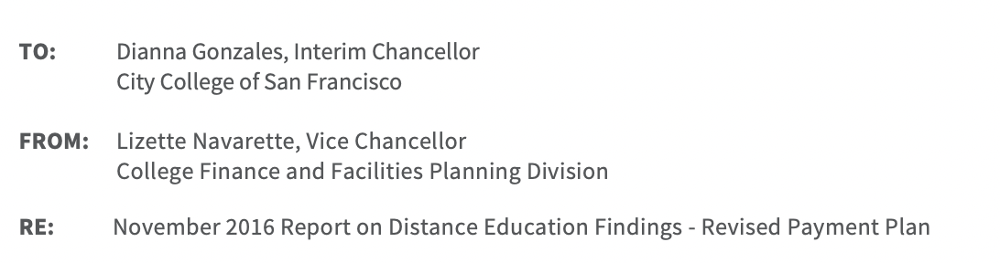 TO: Dianna Gonzales, Interim Chancellor
City College of San Francisco
FROM: Lizette Navarette, Vice Chancellor
College Finance and Facilities Planning Division
RE: November 2016 Report on Distance Education Findings - Revised Payment Plan